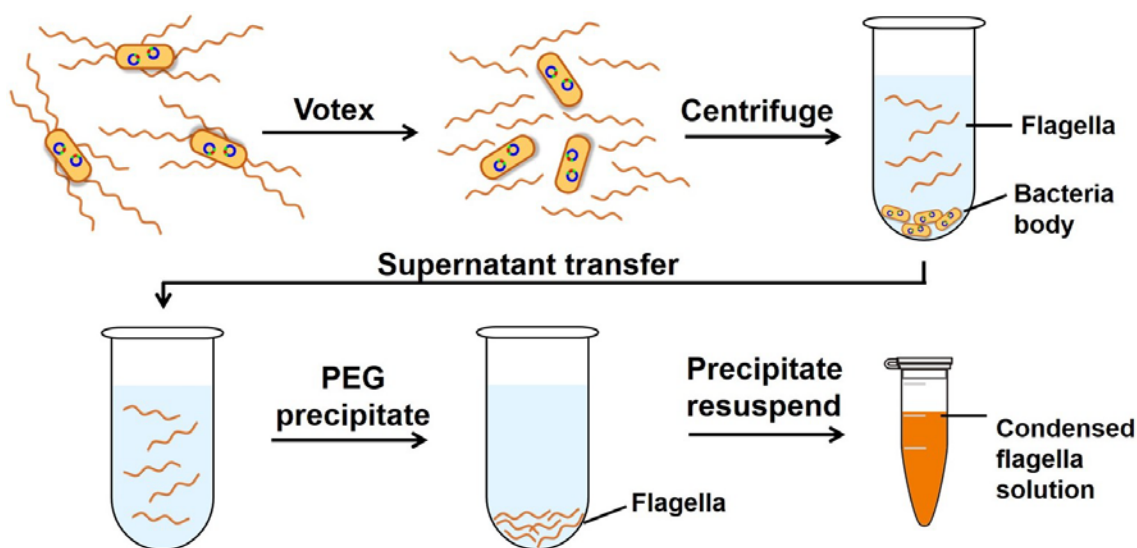 Votex
Centrifuge
Flagella
Bacteria
body
Supernatant transfer
PEG
precipitate
Flagella
Precipitate
resuspend
Condensed
flagella
solution